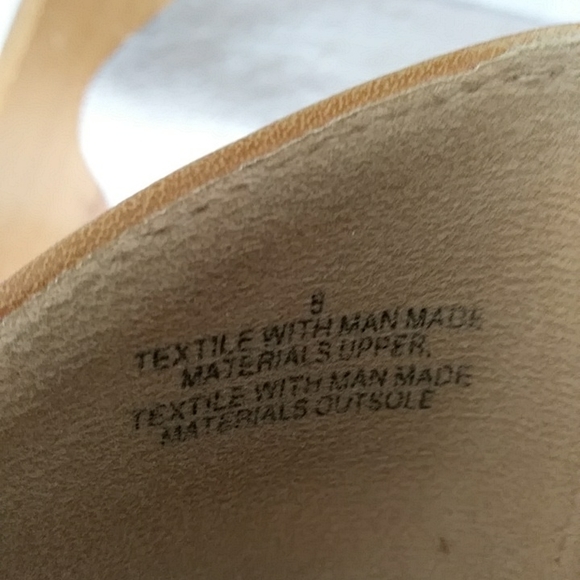 8
TEXTILE WITH MAN MADE
MATERIALS UPPER,
TEXTILE WITH MAN MADE
MATERIALS OUTSOLE